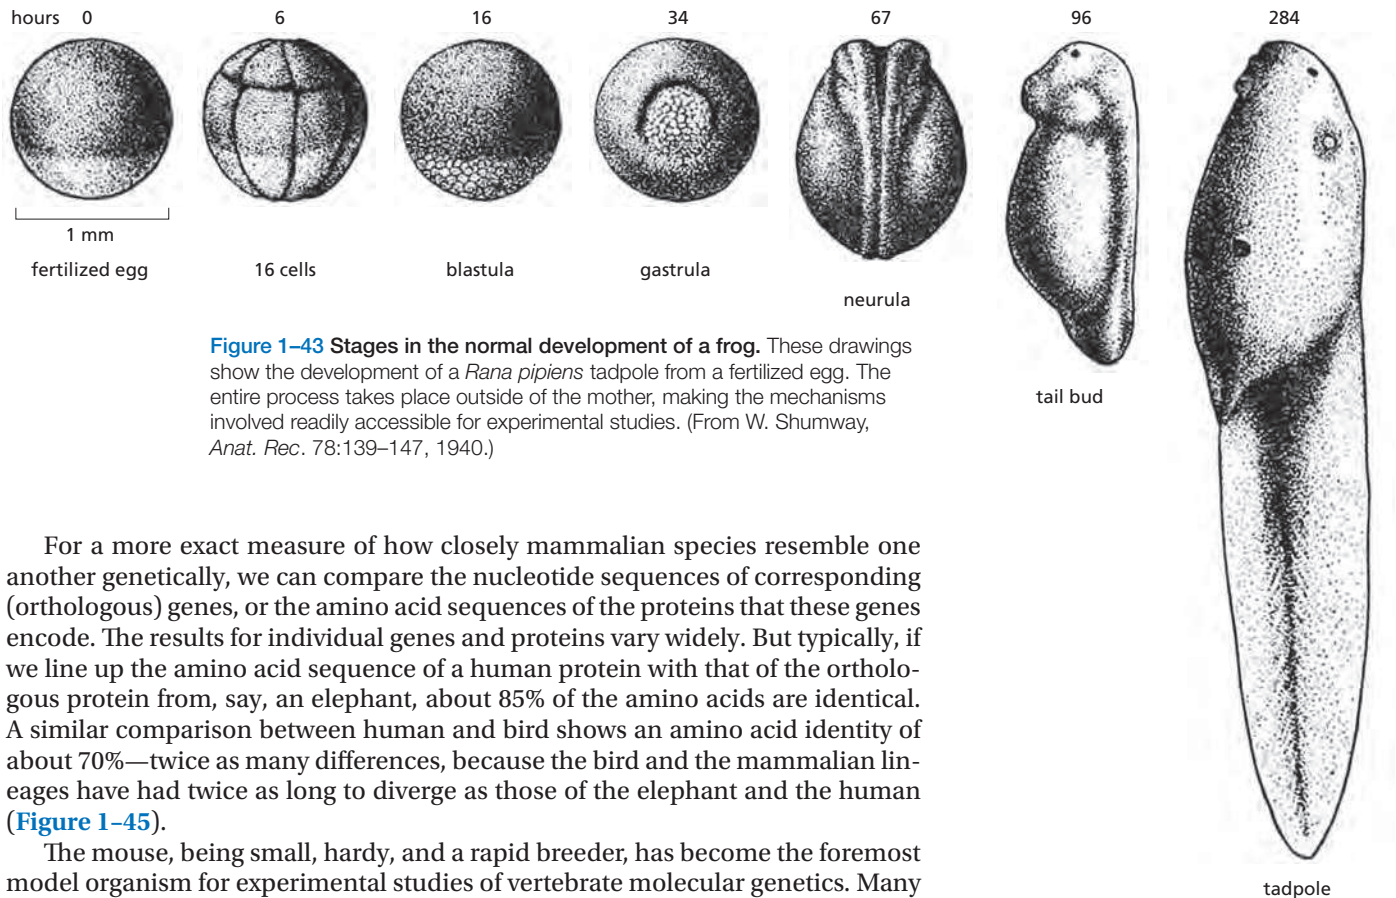 hours 0 6 16 34 67 96 284
1 mm
fertilized egg 16 cells blastula gastrula
neurula
tail bud
tadpole
Figure 1–43 Stages in the normal development of a frog. These drawings
show the development of a Rana pipiens tadpole from a fertilized egg. The
entire process takes place outside of the mother, making the mechanisms
involved readily accessible for experimental studies. (From W. Shumway,
Anat. Rec. 78:139–147, 1940.)
For a more exact measure of how closely mammalian species resemble one
another genetically, we can compare the nucleotide sequences of corresponding
(orthologous) genes, or the amino acid sequences of the proteins that these genes
encode. The results for individual genes and proteins vary widely. But typically, if
we line up the amino acid sequence of a human protein with that of the ortholo-
gous protein from, say, an elephant, about 85% of the amino acids are identical.
A similar comparison between human and bird shows an amino acid identity of
about 70%—twice as many differences, because the bird and the mammalian lin-
eages have had twice as long to diverge as those of the elephant and the human
(Figure 1–45).
The mouse, being small, hardy, and a rapid breeder, has become the foremost
model organism for experimental studies of vertebrate molecular genetics. Many